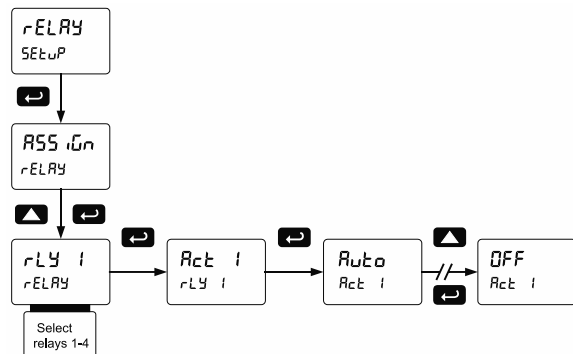 rELAY
SEtuP
ASSiGn
rELAY
rLY 1
rELAY
Act 1
rLY 1
Auto
Act 1
OFF
Act 1
Select
relays 1-4